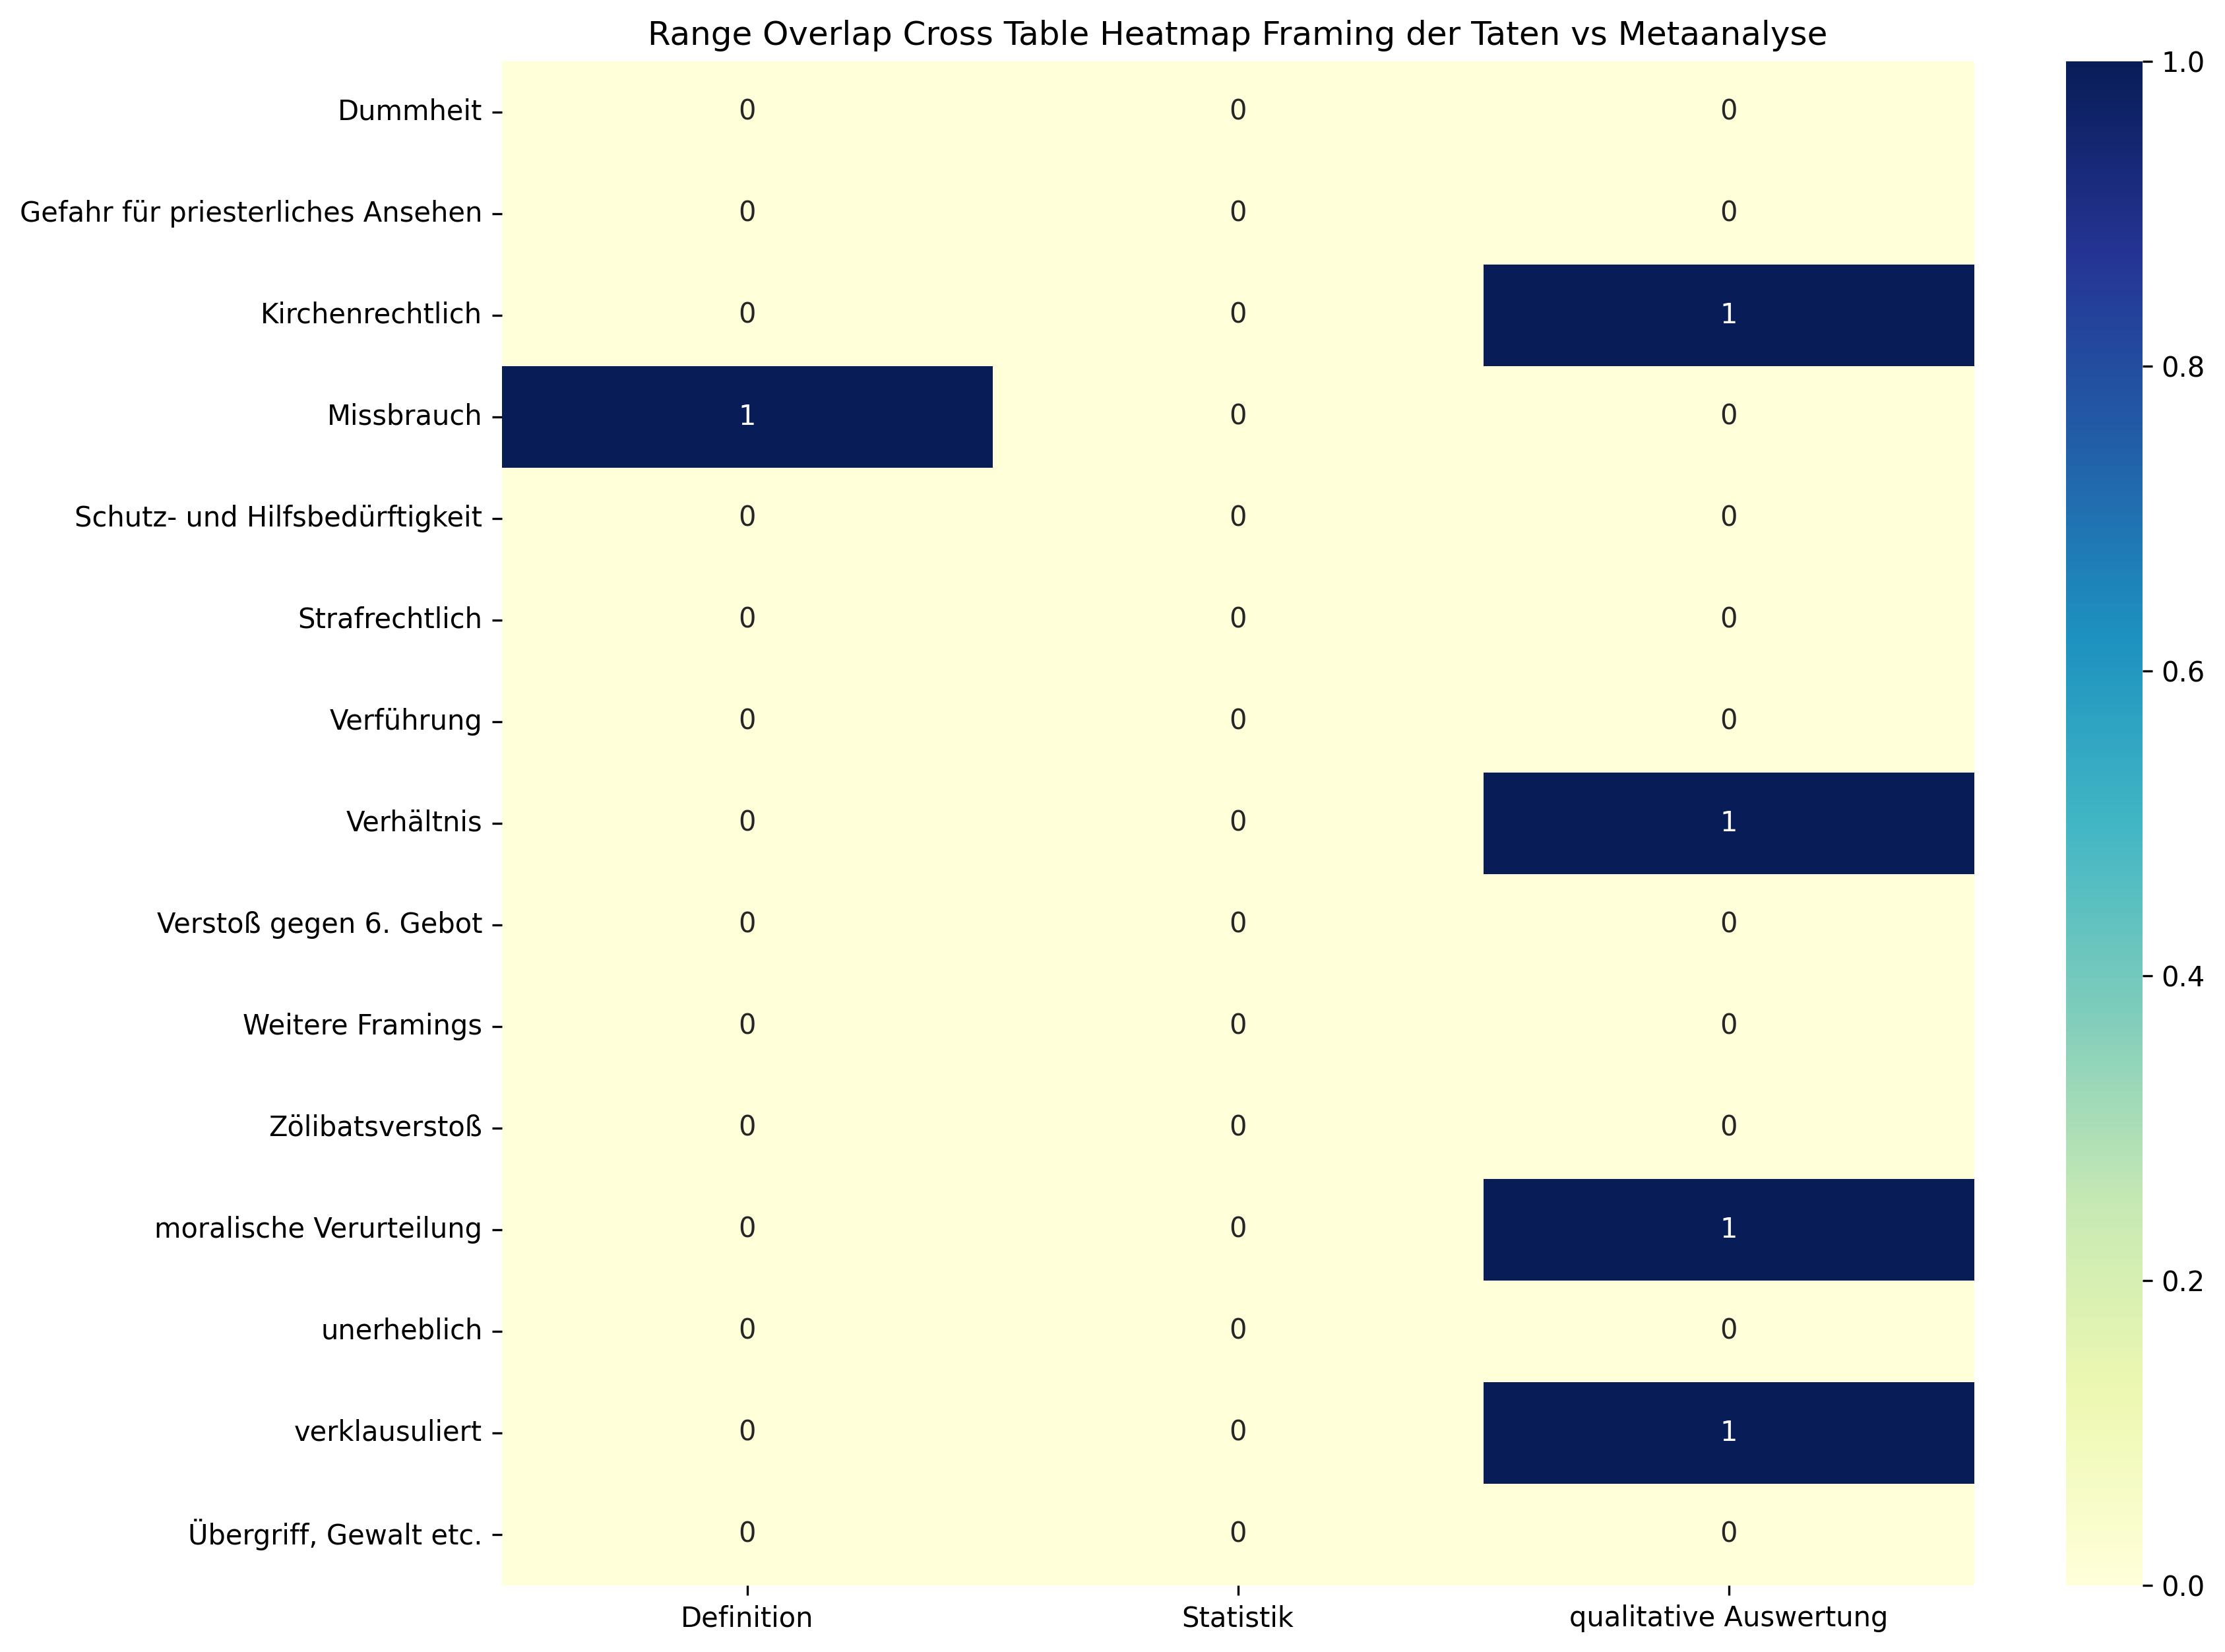 Range Overlap Cross Table Heatmap Framing der Taten vs Metaanalyse
Dummheit 0 0 0
Gefahr für priesterliches Ansehen 0 0 0
Kirchenrechtlich 0 0 1
Missbrauch 1 0 0
Schutz- und Hilfsbedürftigkeit 0 0 0
Strafrechtlich 0 0 0
Verführung 0 0 0
Verhältnis 0 0 1
Verstoß gegen 6. Gebot 0 0 0
Weitere Framings 0 0 0
Zölibatsverstoß 0 0 0
moralische Verurteilung 0 0 1
unerheblich 0 0 0
verklausuliert 0 0 1
Übergriff, Gewalt etc. 0 0 0
Definition Statistik qualitative Auswertung
1.0
0.8
0.6
0.4
0.2
0.0